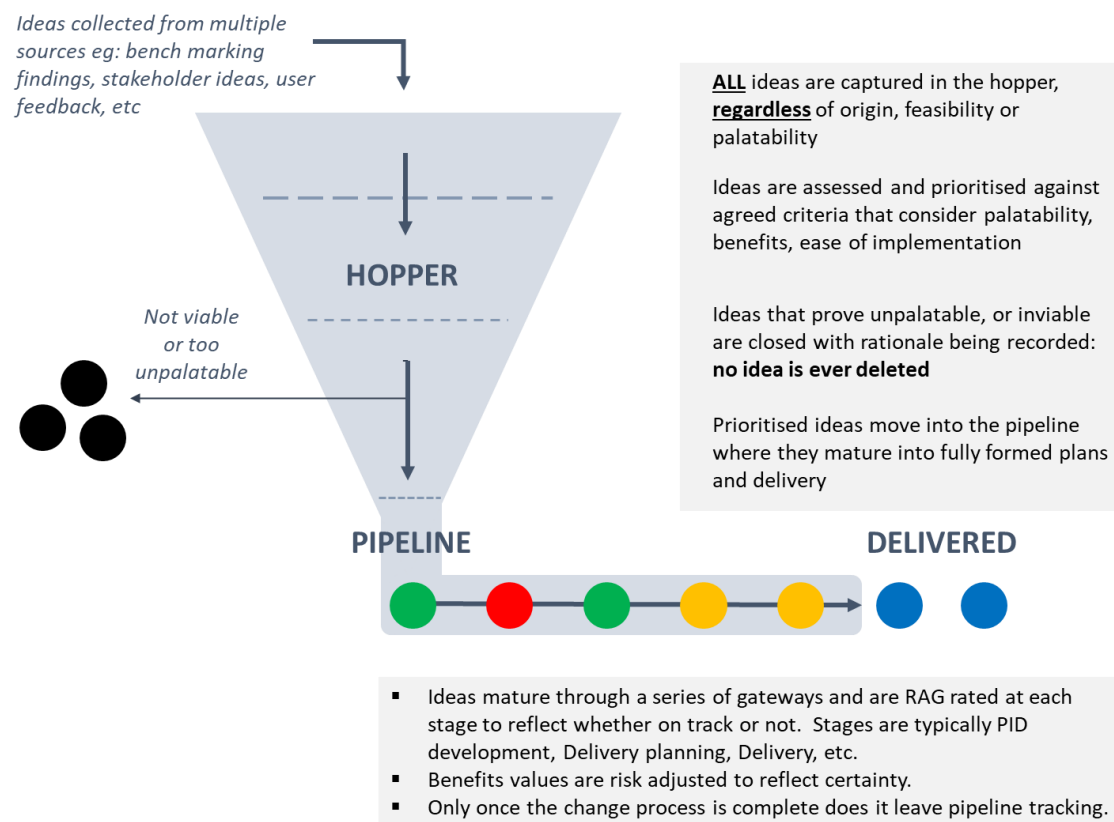 Ideas collected from multiple
sources eg: bench marking
findings, stakeholder ideas, user
feedback, etc
ALL ideas are captured in the hopper,
regardless of origin, feasibility or
palatability
Ideas are assessed and prioritised against
agreed criteria that consider palatability,
benefits, ease of implementation
HOPPER
Not viable
or too
unpalatable
Ideas that prove unpalatable, or inviable
are closed with rationale being recorded:
no idea is ever deleted
Prioritised ideas move into the pipeline
where they mature into fully formed plans
and delivery
PIPELINE
DELIVERED
▪ Ideas mature through a series of gateways and are RAG rated at each
stage to reflect whether on track or not.  Stages are typically PID
development, Delivery planning, Delivery, etc.
▪ Benefits values are risk adjusted to reflect certainty.
▪ Only once the change process is complete does it leave pipeline tracking.